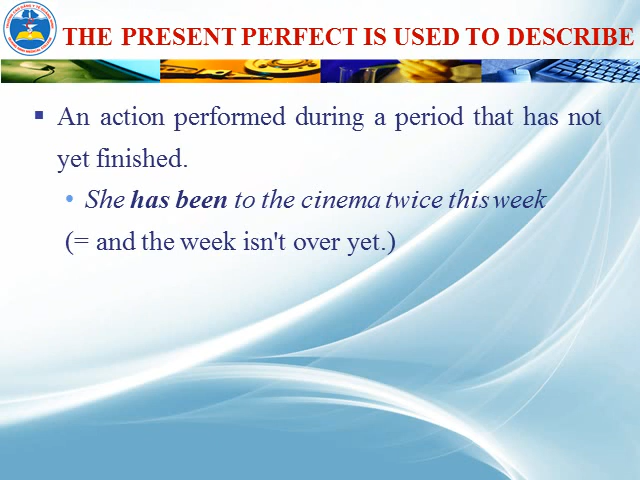 THE PRESENT PERFECT IS USED TO DESCRIBE
▪ An action performed during a period that has not
yet finished.
• She has been to the cinema twice this week
(= and the week isn't over yet.)